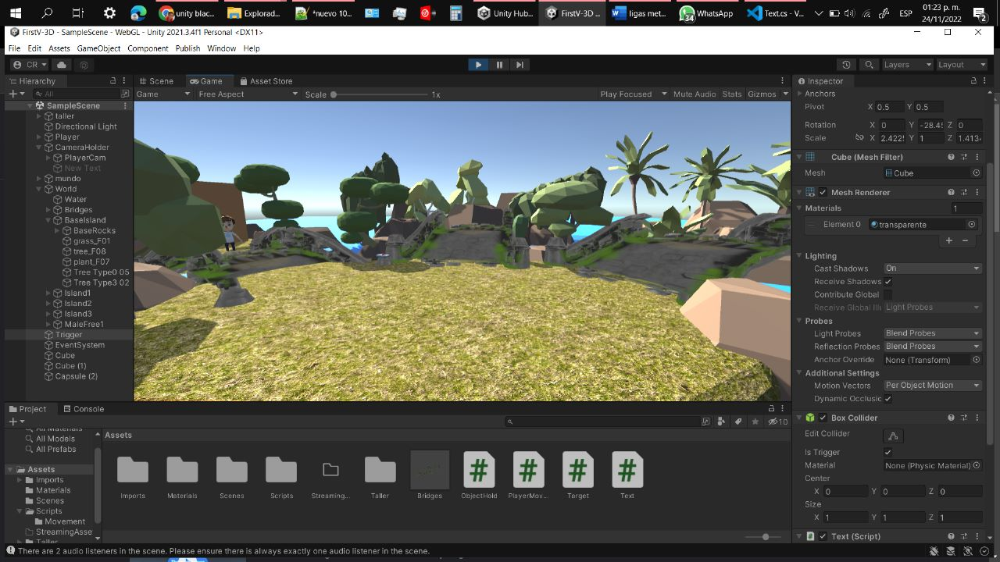 unity blac...
Explorad...
*nuevo 10...
Unity Hub...
FirstV-3D ...
ligas met...
34
WhatsApp
Text.cs - V...
ESP
01:23 p. m.
24/11/2022
2
FirstV-3D - SampleScene - WebGL - Unity 2021.3.4f1 Personal <DX11>
File Edit Assets GameObject Component Publish Window Help
CR
Layers
Layout
Hierarchy
All
SampleScene
taller
Directional Light
Player
CameraHolder
PlayerCam
New Text
mundo
World
Water
Bridges
BaseIsland
BaseRocks
grass_F01
tree_F08
plant_F07
Tree Type0 05
Tree Type3 02
Island1
Island2
Island3
MaleFree1
Trigger
EventSystem
Cube
Cube (1)
Capsule (2)
Scene Game Asset Store
Game Free Aspect Scale 1x Play Focused Mute Audio Stats Gizmos
Inspector
Anchors
Pivot X 0.5 Y 0.5
Rotation X 0 Y -28.49 Z 0
Scale X 2.422 Y 1 Z 1.413
Cube (Mesh Filter)
Mesh Cube
Mesh Renderer
Materials 1
Element 0 transparente
Lighting
Cast Shadows On
Receive Shadows
Contribute Global
Receive Global Illu Light Probes
Probes
Light Probes Blend Probes
Reflection Probes Blend Probes
Anchor Override None (Transform)
Additional Settings
Motion Vectors Per Object Motion
Dynamic Occlusic
Box Collider
Edit Collider
Is Trigger
Material None (Physic Material)
Center
X 0 Y 0 Z 0
Size
X 1 Y 1 Z 1
Text (Script)
Project Console
10
All Materials
All Models
All Prefabs
Assets
Imports
Materials
Scenes
Scripts
Movement
StreamingAsse
Taller
Assets
Imports
Materials
Scenes
Scripts
Streaming...
Taller
Bridges
ObjectHold
PlayerMov...
Target
Text
There are 2 audio listeners in the scene. Please ensure there is always exactly one audio listener in the scene.